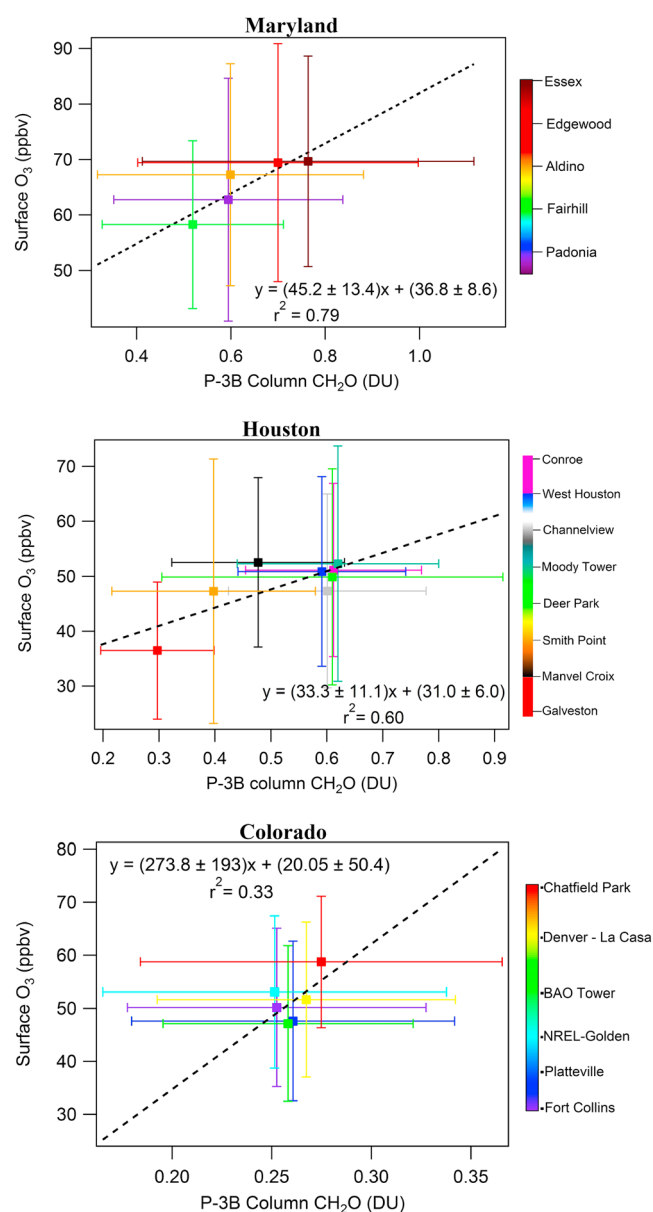 Maryland
90
80
70
60
50
Surface O3 (ppbv)
y = (45.2 ± 13.4)x + (36.8 ± 8.6)
r2 = 0.79
0.4 0.6 0.8 1.0
P-3B Column CH2O (DU)
Essex
Edgewood
Aldino
Fairhill
Padonia
Houston
70
60
50
40
30
Surface O3 (ppbv)
y = (33.3 ± 11.1)x + (31.0 ± 6.0)
r2= 0.60
0.2 0.3 0.4 0.5 0.6 0.7 0.8 0.9
P-3B column CH2O (DU)
Conroe
West Houston
Channelview
Moody Tower
Deer Park
Smith Point
Manvel Croix
Galveston
Colorado
80
70
60
50
40
30
Surface O3 (ppbv)
y = (273.8 ± 193)x + (20.05 ± 50.4)
r2= 0.33
0.20 0.25 0.30 0.35
P-3B Column CH2O (DU)
Chatfield Park
Denver - La Casa
BAO Tower
NREL-Golden
Platteville
Fort Collins